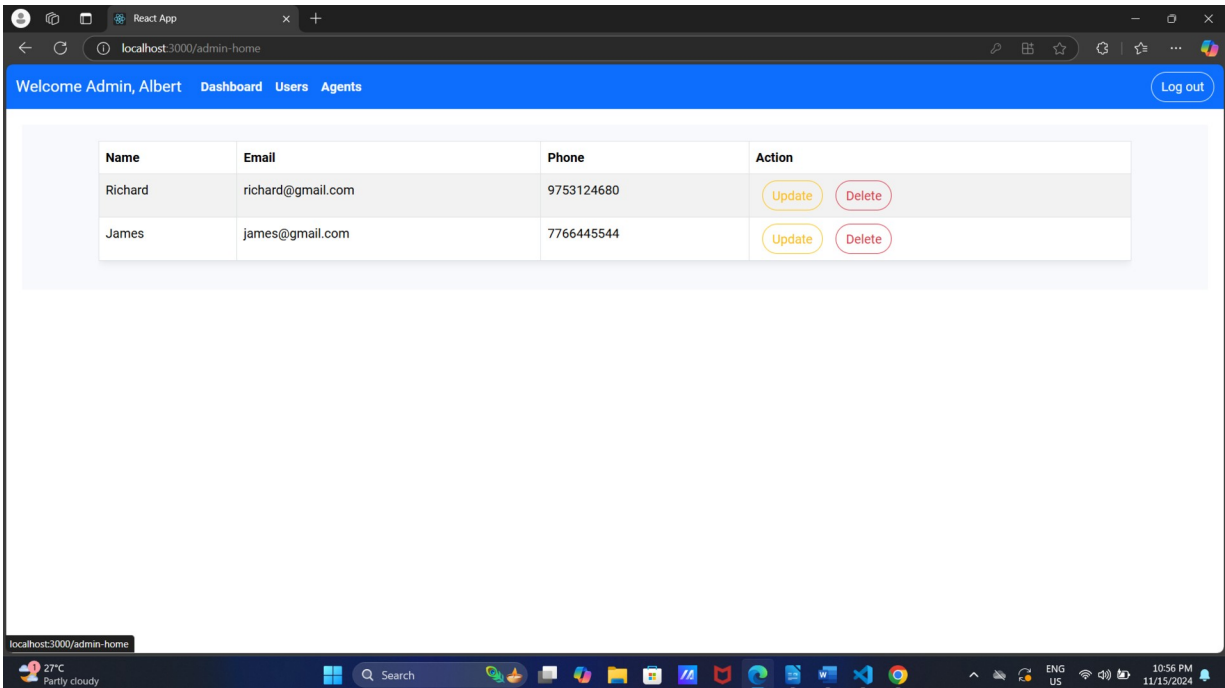 React App
localhost:3000/admin-home
Welcome Admin, Albert Dashboard Users Agents Log out
Name Email Phone Action
Richard richard@gmail.com 9753124680 Update Delete
James james@gmail.com 7766445544 Update Delete
localhost:3000/admin-home
1 27°C
Partly cloudy
Search
ENG
US
10:56 PM
11/15/2024